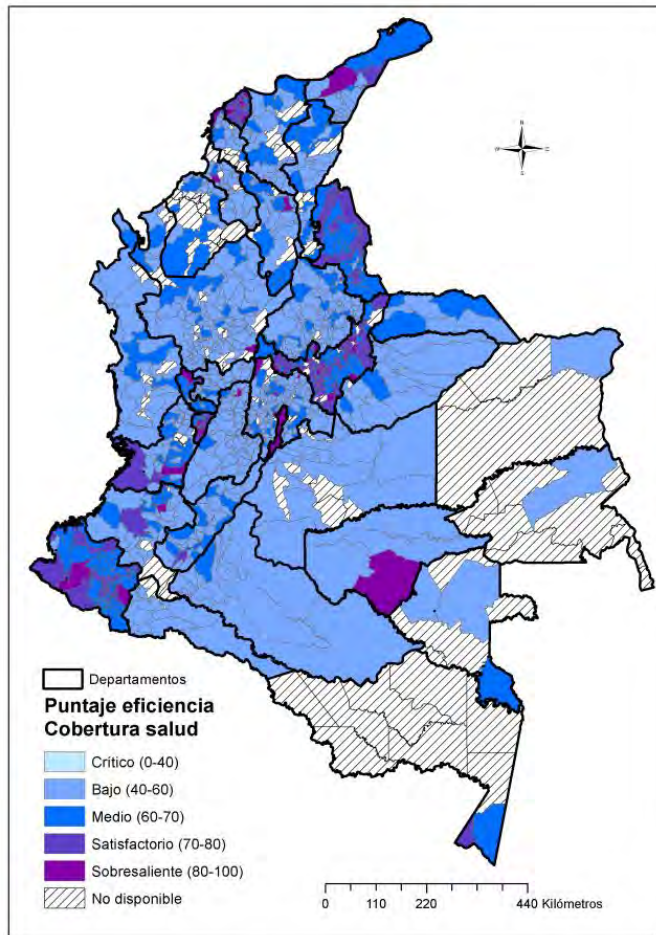 Departamentos
Puntaje eficiencia
Cobertura salud
Crítico (0-40)
Bajo (40-60)
Medio (60-70)
Satisfactorio (70-80)
Sobresaliente (80-100)
No disponible
0 110 220 440 Kilómetros